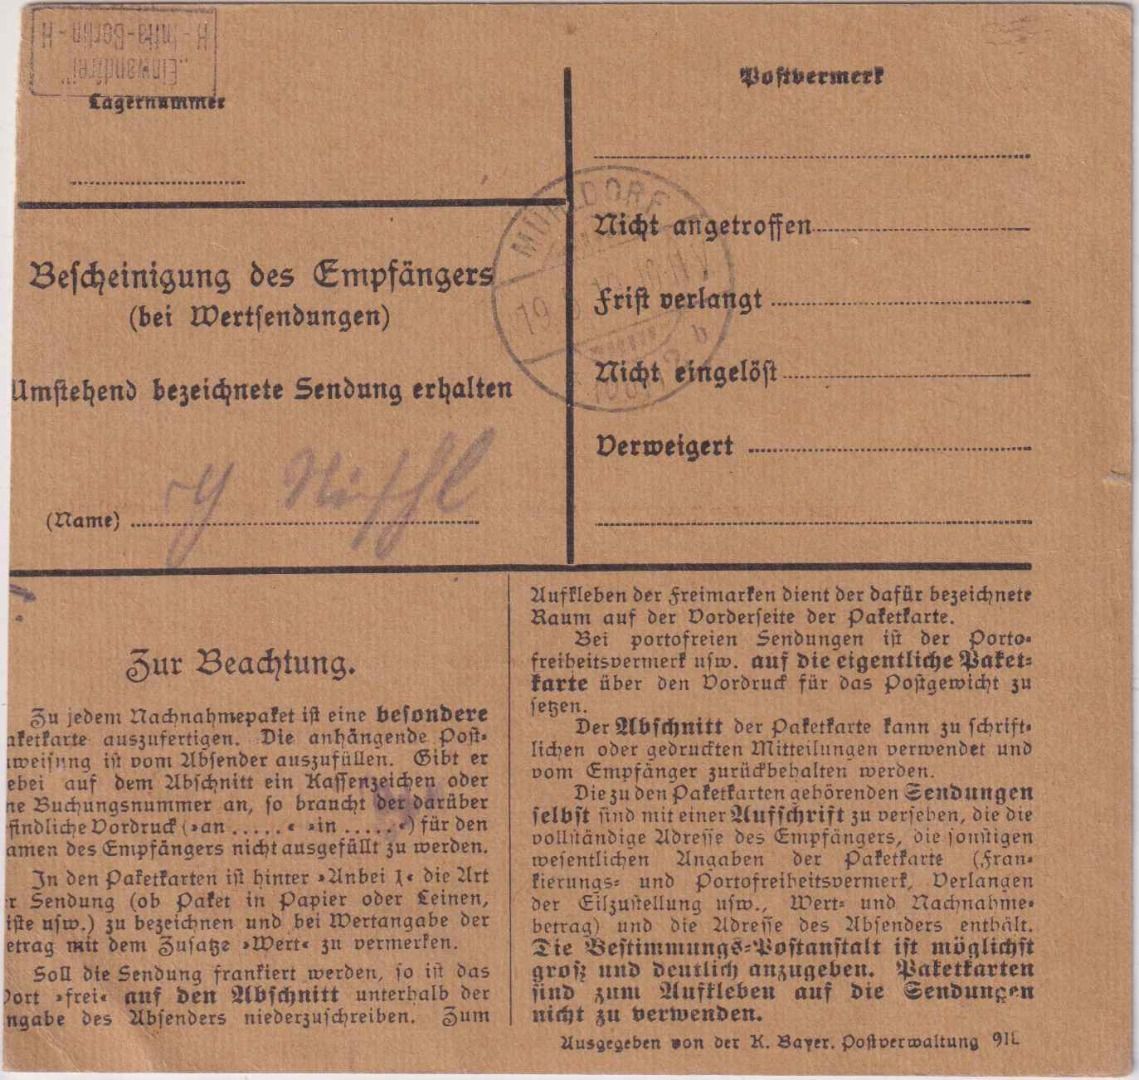 "Einwandfrei"
H - Infla-Berlin - H
Lagernummer
Postvermerk
MÜHLDORF
19. 10-11 V
b
Nicht angetroffen
Frist verlangt
Nicht eingelöst
Verweigert
Bescheinigung des Empfängers
(bei Wertsendungen)
Umstehend bezeichnete Sendung erhalten
(Name)
Zur Beachtung.
Zu jedem Nachnahmepaket ist eine besondere
aketkarte auszufertigen. Die anhängende Post-
weisung ist vom Absender auszufüllen. Gibt er
ebei auf dem Abschnitt ein Kassenzeichen oder
ne Buchungsnummer an, so braucht der darüber
findliche Vordruck (»an ..... « »in .....«) für den
amen des Empfängers nicht ausgefüllt zu werden.
In den Paketkarten ist hinter »Anbei 1« die Art
r Sendung (ob Paket in Papier oder Leinen,
iste usw.) zu bezeichnen und bei Wertangabe der
etrag mit dem Zusatze »Wert« zu vermerken.
Soll die Sendung frankiert werden, so ist das
Wort »frei« auf den Abschnitt unterhalb der
ngabe des Absenders niederzuschreiben. Zum
Aufkleben der Freimarken dient der dafür bezeichnete
Raum auf der Vorderseite der Paketkarte.
Bei portofreien Sendungen ist der Porto-
freiheitsvermerk usw. auf die eigentliche Paket-
karte über den Vordruck für das Postgewicht zu
setzen.
Der Abschnitt der Paketkarte kann zu schrift-
lichen oder gedruckten Mitteilungen verwendet und
vom Empfänger zurückbehalten werden.
Die zu den Paketkarten gehörenden Sendungen
selbst sind mit einer Aufschrift zu versehen, die die
vollständige Adresse des Empfängers, die sonstigen
wesentlichen Angaben der Paketkarte (Fran-
kierungs- und Portofreiheitsvermerk, Verlangen
der Eilzustellung usw., Wert- und Nachnahme-
betrag) und die Adresse des Absenders enthält.
Die Bestimmungs-Postanstalt ist möglichst
groß und deutlich anzugeben. Paketkarten
sind zum Aufkleben auf die Sendungen
nicht zu verwenden.
Ausgegeben von der K. Bayer. Postverwaltung